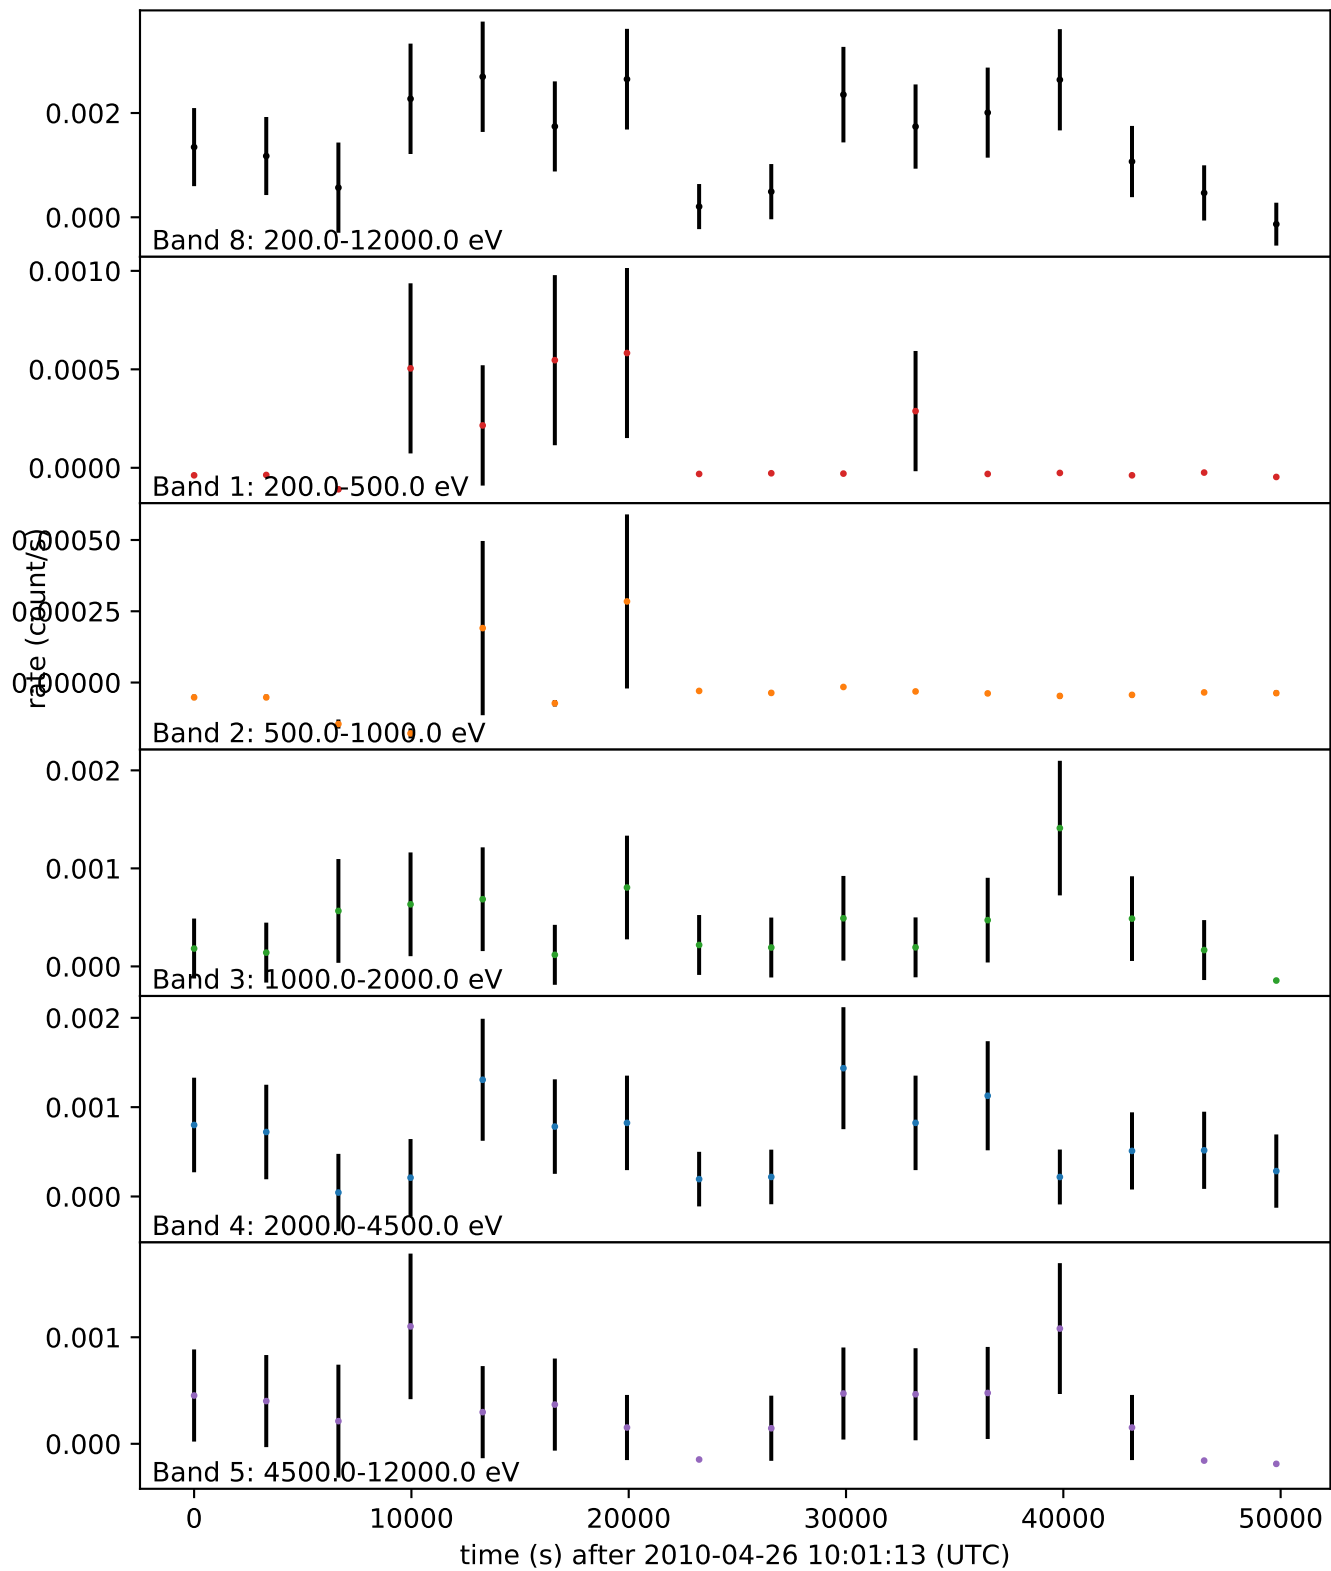 0.002
0.000
Band 8: 200.0-12000.0 eV
0.0010
0.0005
0.0000
Band 1: 200.0-500.0 eV
rate (count/s)
0.00050
0.00025
0.00000
Band 2: 500.0-1000.0 eV
0.002
0.001
0.000
Band 3: 1000.0-2000.0 eV
0.002
0.001
0.000
Band 4: 2000.0-4500.0 eV
0.001
0.000
Band 5: 4500.0-12000.0 eV
0 10000 20000 30000 40000 50000
time (s) after 2010-04-26 10:01:13 (UTC)